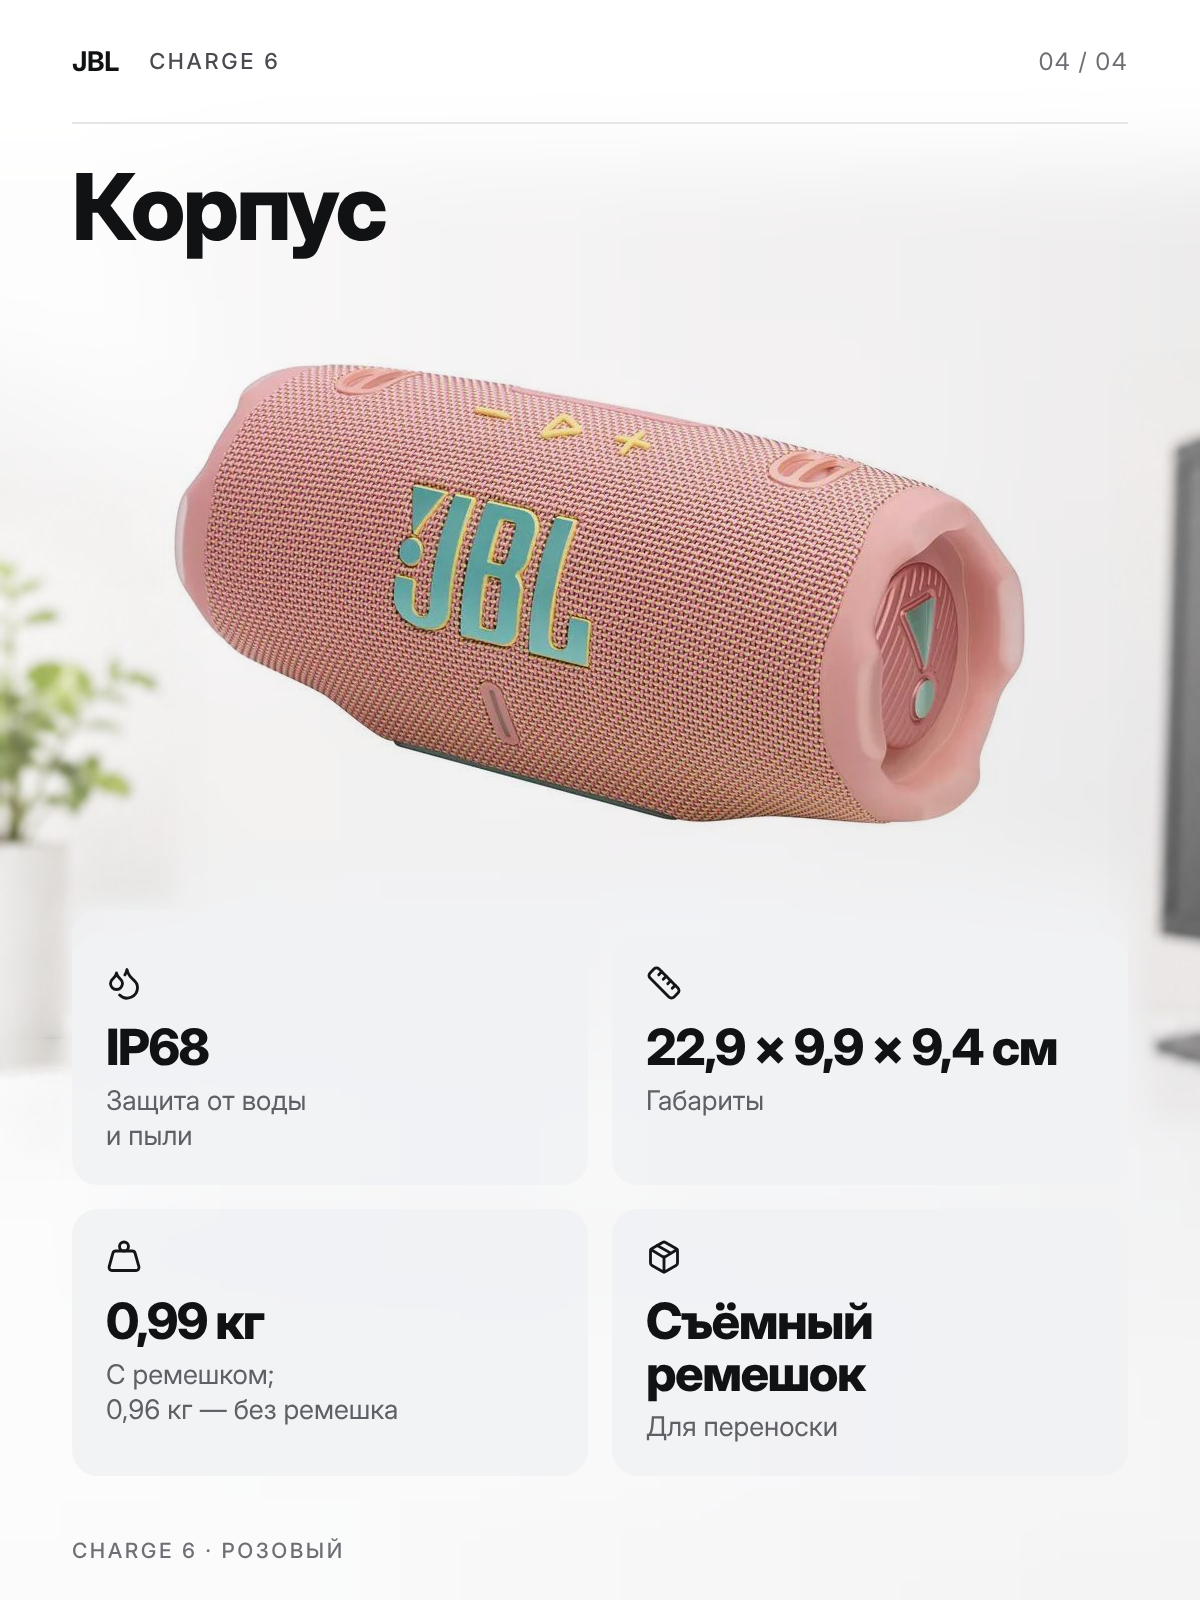 JBL CHARGE 6 04 / 04
Корпус
JBL
IP68
Защита от воды
и пыли
22,9 × 9,9 × 9,4 см
Габариты
0,99 кг
С ремешком;
0,96 кг — без ремешка
Съёмный
ремешок
Для переноски
CHARGE 6 · РОЗОВЫЙ